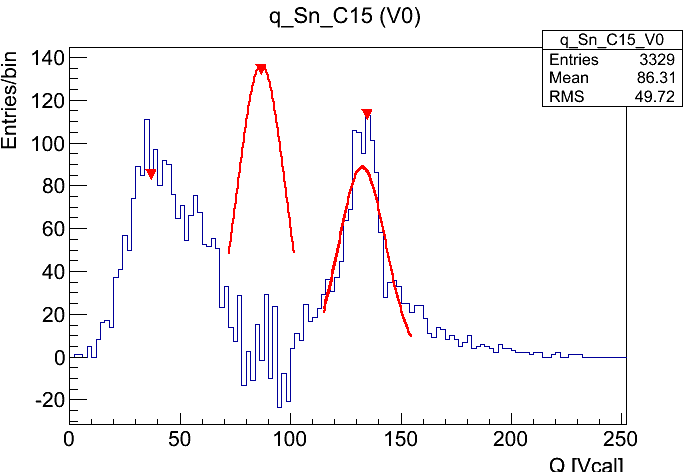 q_Sn_C15 (V0)
q_Sn_C15_V0
Entries 3329
Mean 86.31
RMS 49.72
Entries/bin
140
120
100
80
60
40
20
0
-20
0 50 100 150 200 250
Q [Vcal]